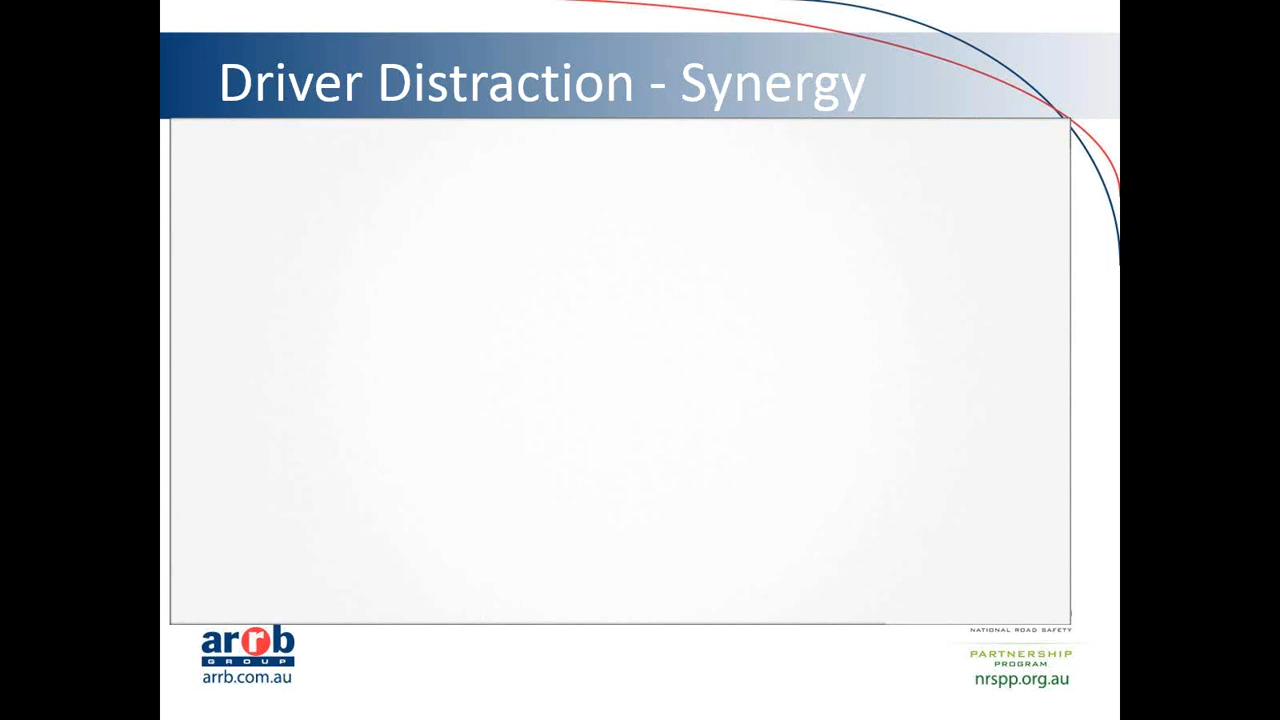 Driver Distraction - Synergy
arrb
GROUP
arrb.com.au
NATIONAL ROAD SAFETY
PARTNERSHIP
PROGRAM
nrspp.org.au